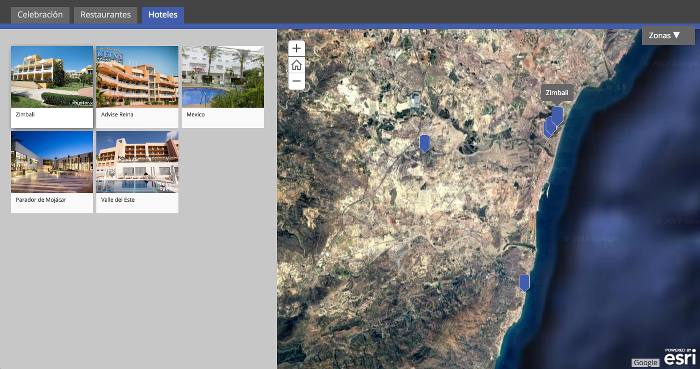 Celebración
Restaurantes
Hoteles
Zonas ▼
Zimbali
Advise Reina
Mexico
Parador de Mojácar
Valle del Este
+
−
Zimbali
Google
POWERED BY
esri